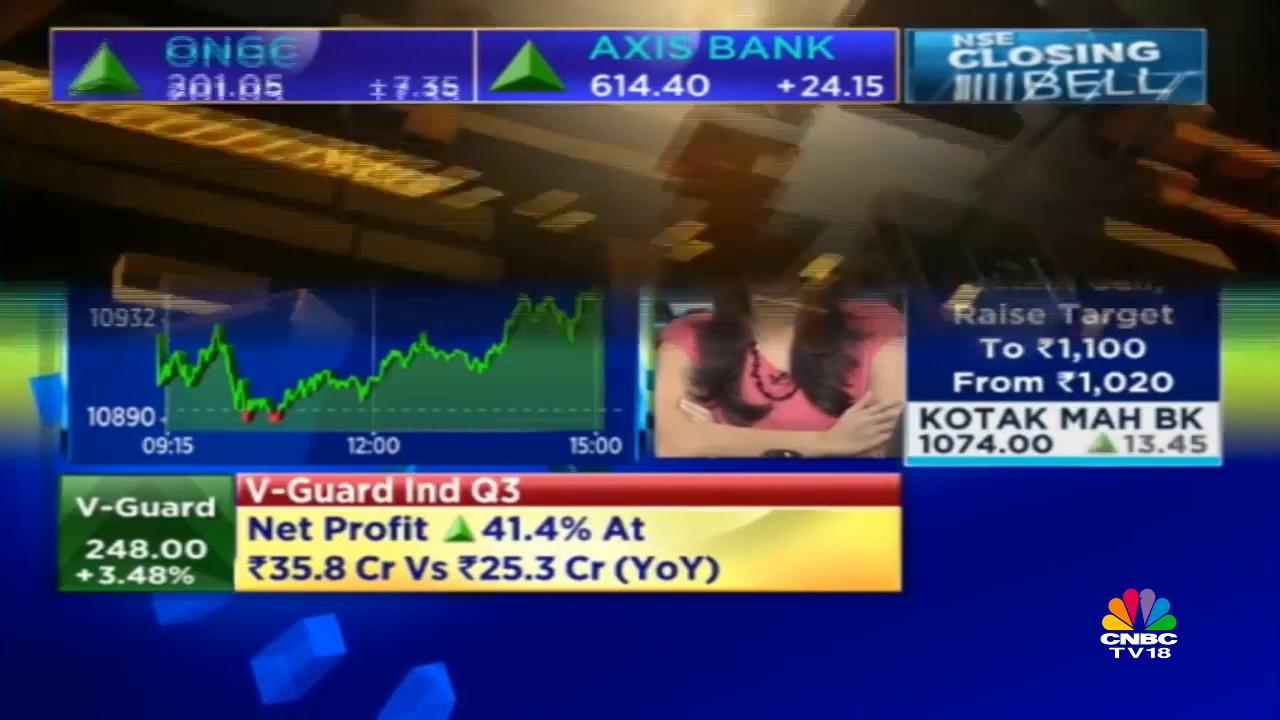 ONGC
+7.35
AXIS BANK
614.40 +24.15
NSE
CLOSING
BELL
10932
10890
09:15 12:00 15:00
Raise Target
To ₹1,100
From ₹1,020
KOTAK MAH BK
1074.00 13.45
V-Guard
248.00
+3.48%
V-Guard Ind Q3
Net Profit 41.4% At
₹35.8 Cr Vs ₹25.3 Cr (YoY)
CNBC
TV18